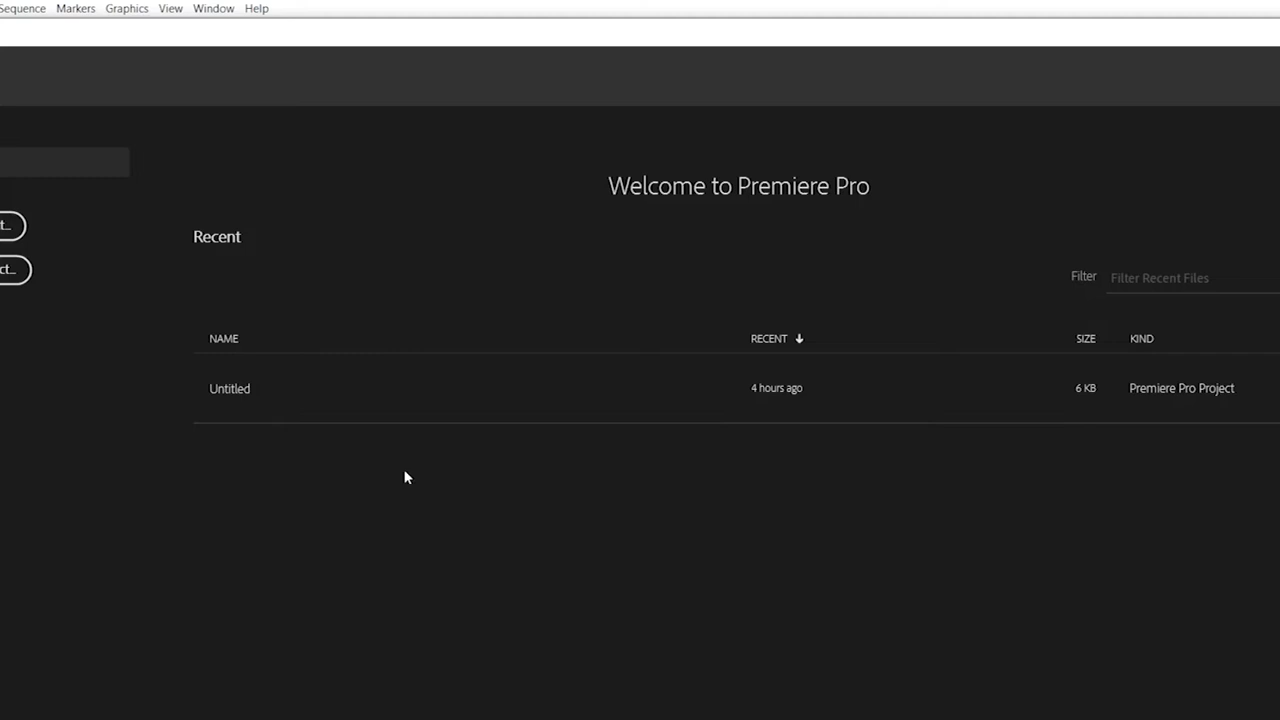 Sequence Markers Graphics View Window Help
Welcome to Premiere Pro
Recent
t...
ct...
Filter Filter Recent Files
NAME RECENT ↓ SIZE KIND
Untitled 4 hours ago 6 KB Premiere Pro Project